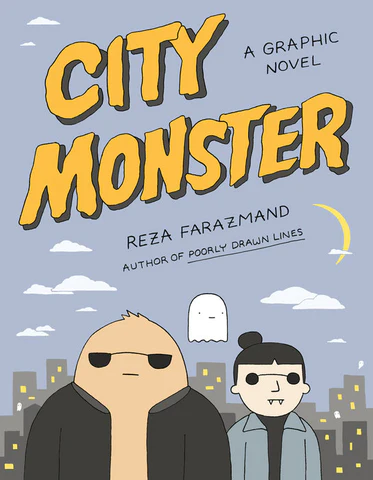 CITY
A GRAPHIC
NOVEL
MONSTER
REZA FARAZMAND
AUTHOR OF POORLY DRAWN LINES